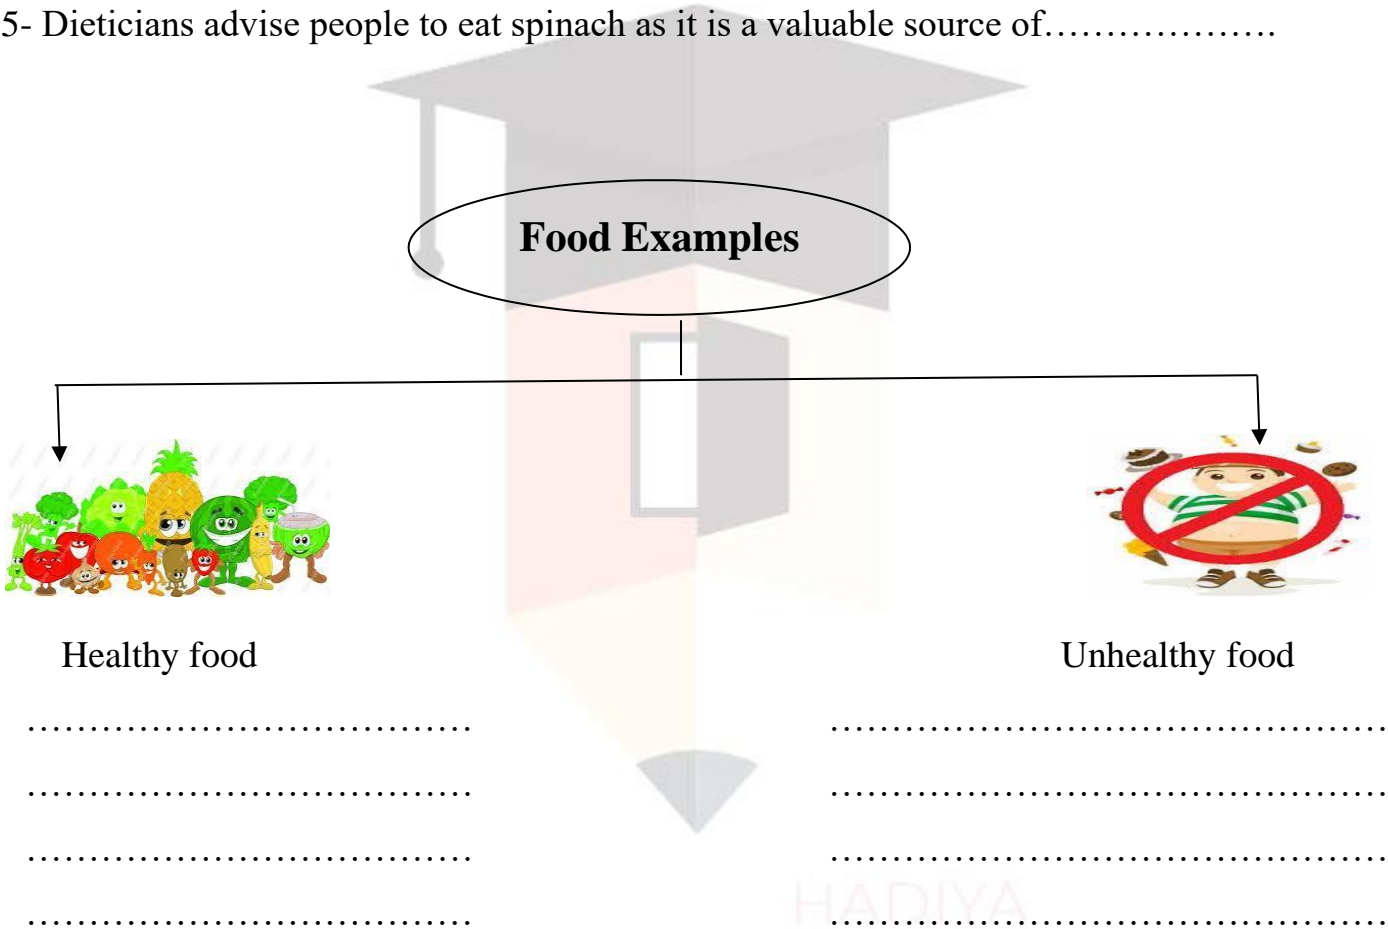 5- Dieticians advise people to eat spinach as it is a valuable source of……………….
Food Examples
Healthy food
Unhealthy food
……………………………… ………………………………………
……………………………… ………………………………………
……………………………… ………………………………………
HADIYA
……………………………… ………………………………………